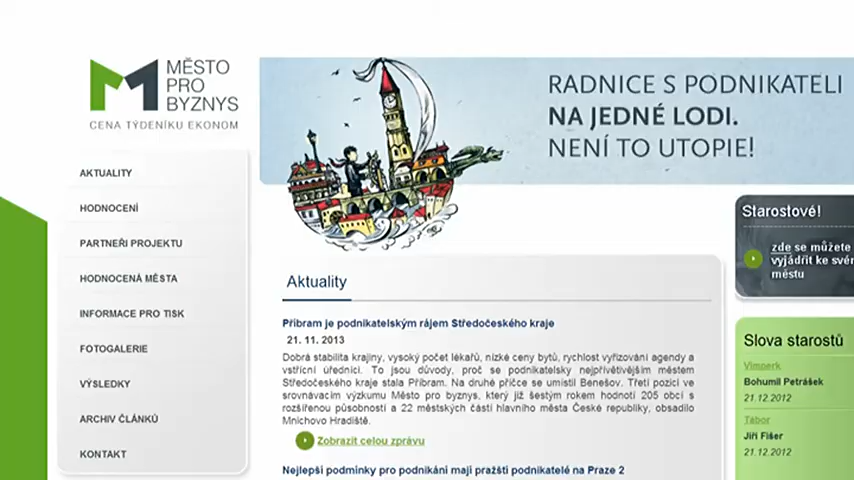 MĚSTO
PRO
BYZNYS
CENA TÝDENÍKU EKONOM
RADNICE S PODNIKATELI
NA JEDNÉ LODI.
NENÍ TO UTOPIE!
AKTUALITY
HODNOCENÍ
PARTNEŘI PROJEKTU
HODNOCENÁ MĚSTA
INFORMACE PRO TISK
FOTOGALERIE
VÝSLEDKY
ARCHIV ČLÁNKŮ
KONTAKT
Aktuality
Příbram je podnikatelským rájem Středočeského kraje
21. 11. 2013
Dobrá stabilita krajiny, vysoký počet lékařů, nízké ceny bytů, rychlost vyřizování agendy a
vstřícní úředníci. To jsou důvody, proč se podnikatelsky nejpřívětivějším městem
Středočeského kraje stala Příbram. Na druhé příčce se umístil Benešov. Třetí pozici ve
srovnávacím výzkumu Město pro byznys, který již šestým rokem hodnotí 205 obcí s
rozšířenou působností a 22 městských částí hlavního města České republiky, obsadilo
Mnichovo Hradiště.
Zobrazit celou zprávu
Nejlepší podmínky pro podnikání mají pražští podnikatelé na Praze 2
Starostové!
zde se můžete
vyjádřit ke své
městu
Slova starostů
Vimperk
Bohumil Petrášek
21.12.2012
Tábor
Jiří Fišer
21.12.2012